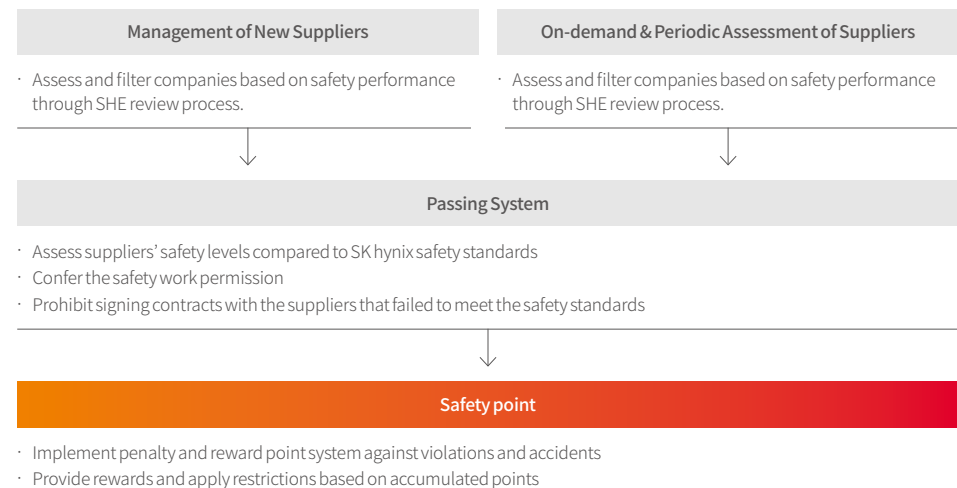 Management of New Suppliers
· Assess and filter companies based on safety performance
through SHE review process.
On-demand & Periodic Assessment of Suppliers
· Assess and filter companies based on safety performance
through SHE review process.
Passing System
· Assess suppliers’ safety levels compared to SK hynix safety standards
· Confer the safety work permission
· Prohibit signing contracts with the suppliers that failed to meet the safety standards
Safety point
· Implement penalty and reward point system against violations and accidents
· Provide rewards and apply restrictions based on accumulated points